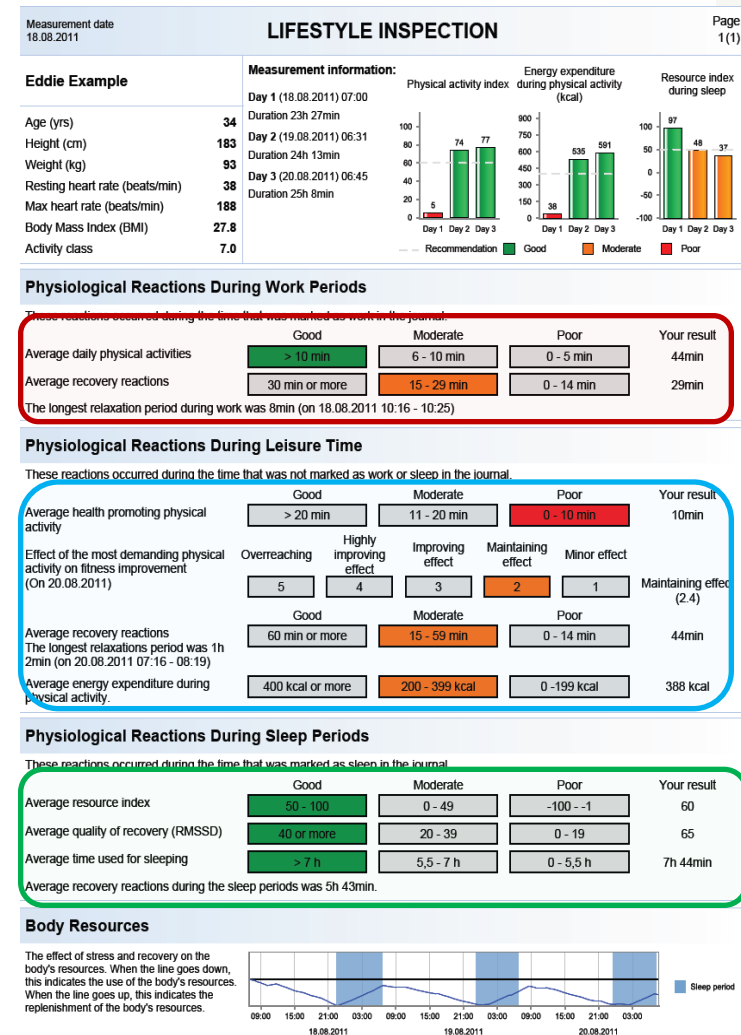 Measurement date
18.08.2011
LIFESTYLE INSPECTION
Page
1(1)
Eddie Example
Age (yrs) 34
Height (cm) 183
Weight (kg) 93
Resting heart rate (beats/min) 38
Max heart rate (beats/min) 188
Body Mass Index (BMI) 27.8
Activity class 7.0
Measurement information:
Day 1 (18.08.2011) 07:00
Duration 23h 27min
Day 2 (19.08.2011) 06:31
Duration 24h 13min
Day 3 (20.08.2011) 06:45
Duration 25h 8min
Physical activity index
100
80
60
40
20
0
5 74 77
Day 1 Day 2 Day 3
Energy expenditure
during physical activity
(kcal)
900
750
600
450
300
150
0
38 535 591
Day 1 Day 2 Day 3
Resource index
during sleep
100
50
0
-50
-100
97 48 37
Day 1 Day 2 Day 3
Recommendation Good Moderate Poor
Physiological Reactions During Work Periods
These reactions occurred during the time that was marked as work in the journal.
Good Moderate Poor Your result
Average daily physical activities > 10 min 6 - 10 min 0 - 5 min 44min
Average recovery reactions 30 min or more 15 - 29 min 0 - 14 min 29min
The longest relaxation period during work was 8min (on 18.08.2011 10:16 - 10:25)
Physiological Reactions During Leisure Time
These reactions occurred during the time that was not marked as work or sleep in the journal.
Good Moderate Poor Your result
Average health promoting physical
activity
> 20 min 11 - 20 min 0 - 10 min 10min
Effect of the most demanding physical
activity on fitness improvement
(On 20.08.2011)
Overreaching
Highly
improving
effect
Improving
effect
Maintaining
effect
Minor effect
5 4 3 2 1
Maintaining effec
(2.4)
Good Moderate Poor
Average recovery reactions 60 min or more 15 - 59 min 0 - 14 min 44min
The longest relaxations period was 1h
2min (on 20.08.2011 07:16 - 08:19)
Average energy expenditure during
physical activity.
400 kcal or more 200 - 399 kcal 0 -199 kcal 388 kcal
Physiological Reactions During Sleep Periods
These reactions occurred during the time that was marked as sleep in the journal
Good Moderate Poor Your result
Average resource index 50 - 100 0 - 49 -100 - -1 60
Average quality of recovery (RMSSD) 40 or more 20 - 39 0 - 19 65
Average time used for sleeping > 7 h 5,5 - 7 h 0 - 5,5 h 7h 44min
Average recovery reactions during the sleep periods was 5h 43min.
Body Resources
The effect of stress and recovery on the
body's resources. When the line goes down,
this indicates the use of the body's resources.
When the line goes up, this indicates the
replenishment of the body's resources.
Sleep period
09:00 15:00 21:00 03:00 09:00 15:00 21:00 03:00 09:00 15:00 21:00 03:00
18.08.2011 19.08.2011 20.08.2011